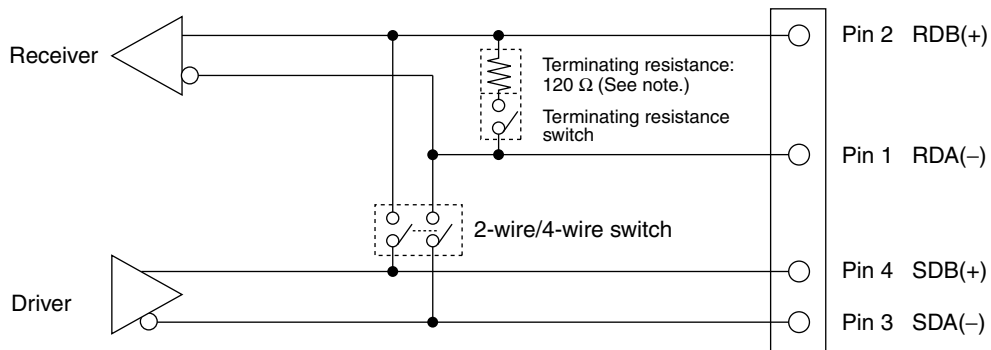 Receiver
Pin 2 RDB(+)
Terminating resistance:
120 Ω (See note.)
Terminating resistance
switch
Pin 1 RDA(−)
2-wire/4-wire switch
Driver
Pin 4 SDB(+)
Pin 3 SDA(−)